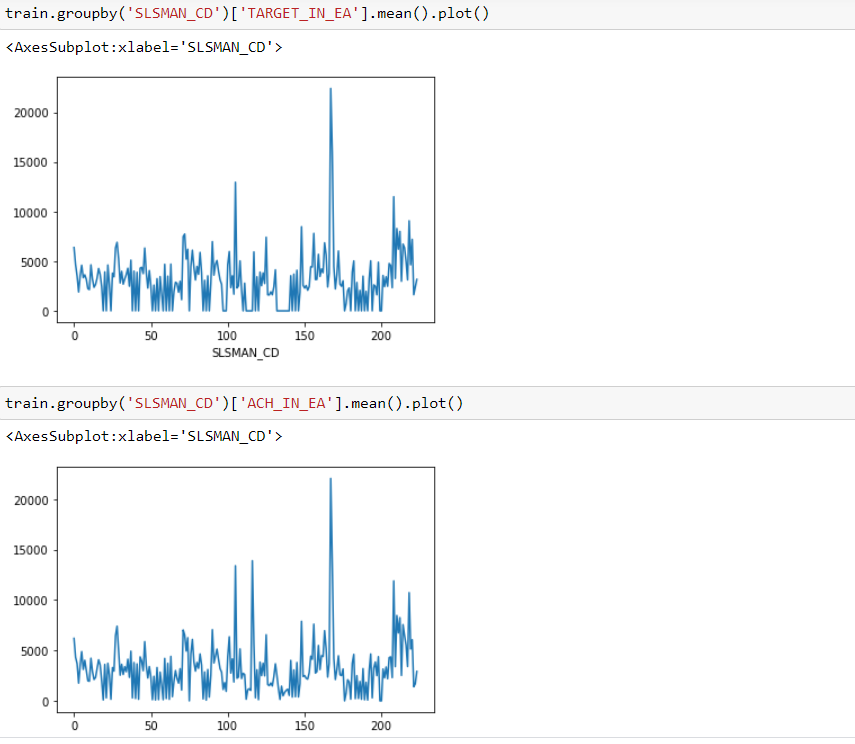 train.groupby('SLSMAN_CD')['TARGET_IN_EA'].mean().plot()
<AxesSubplot:xlabel='SLSMAN_CD'>
20000
15000
10000
5000
0
0 50 100 150 200
SLSMAN_CD
train.groupby('SLSMAN_CD')['ACH_IN_EA'].mean().plot()
<AxesSubplot:xlabel='SLSMAN_CD'>
20000
15000
10000
5000
0
0 50 100 150 200